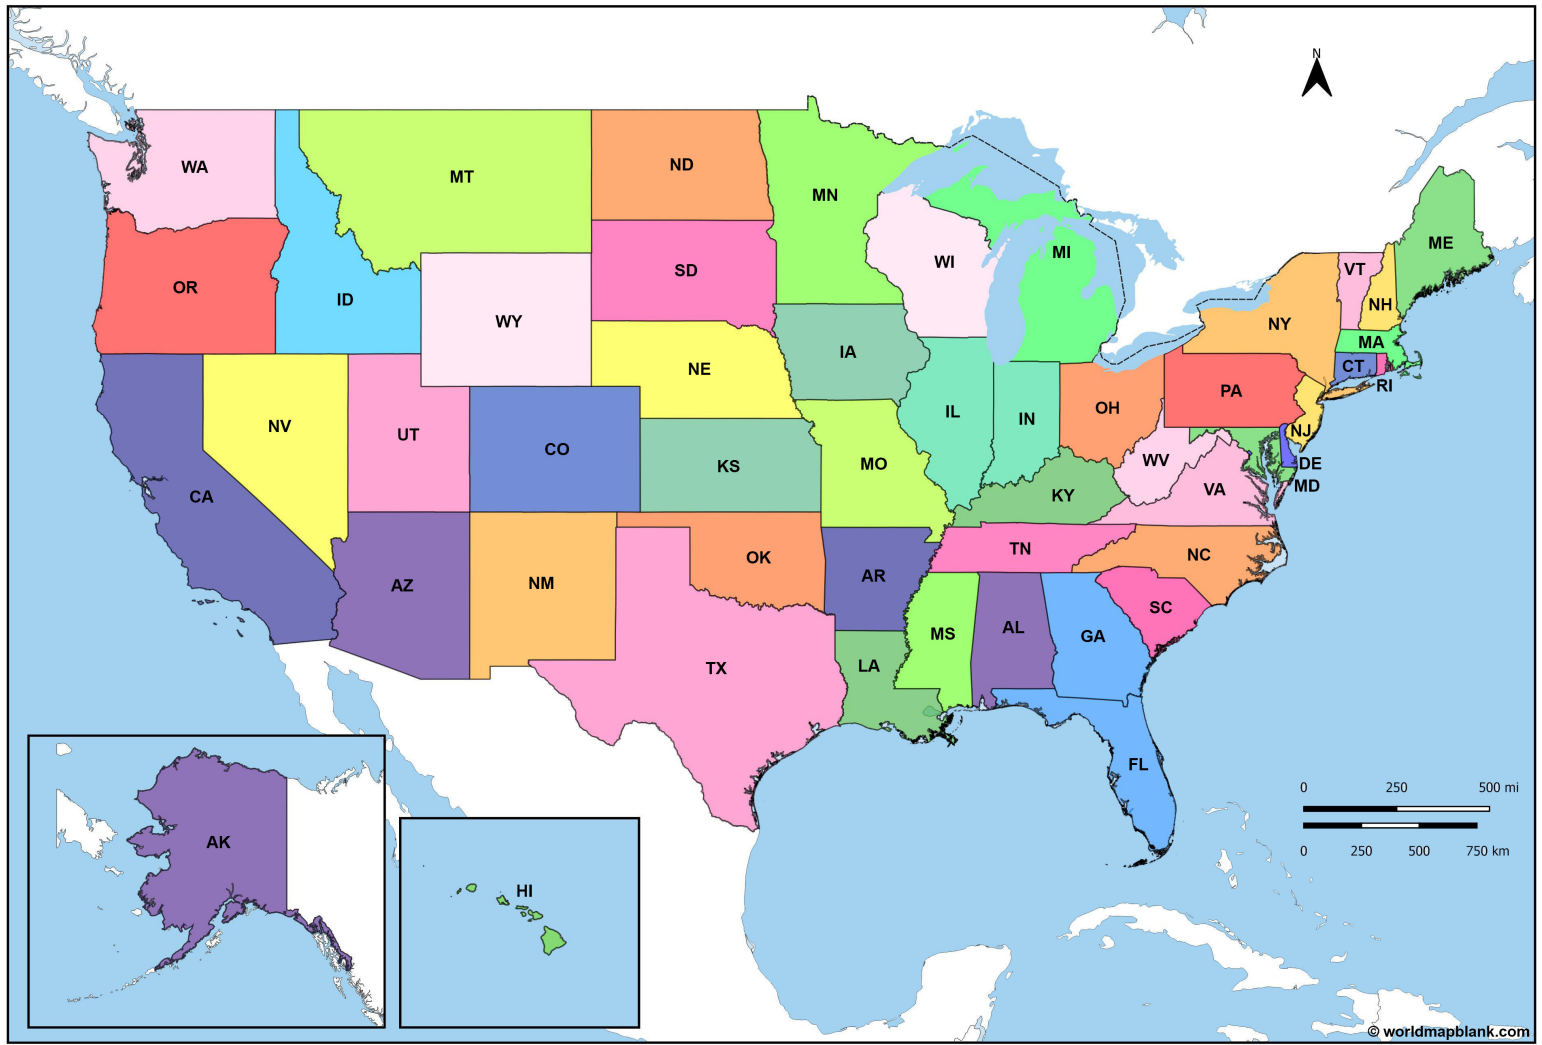 N
WA
MT
ND
MN
ME
MI
VT
WI
SD
OR
ID
NH
WY
NY
MA
IA
NE
CT
RI
PA
OH
IL
IN
NV
UT
NJ
CO
WV
MO
KS
DE
MD
VA
KY
CA
TN
NC
OK
AR
NM
AZ
SC
AL
MS
GA
LA
TX
FL
0 250 500 mi
0 250 500 750 km
AK
HI
© worldmapblank.com